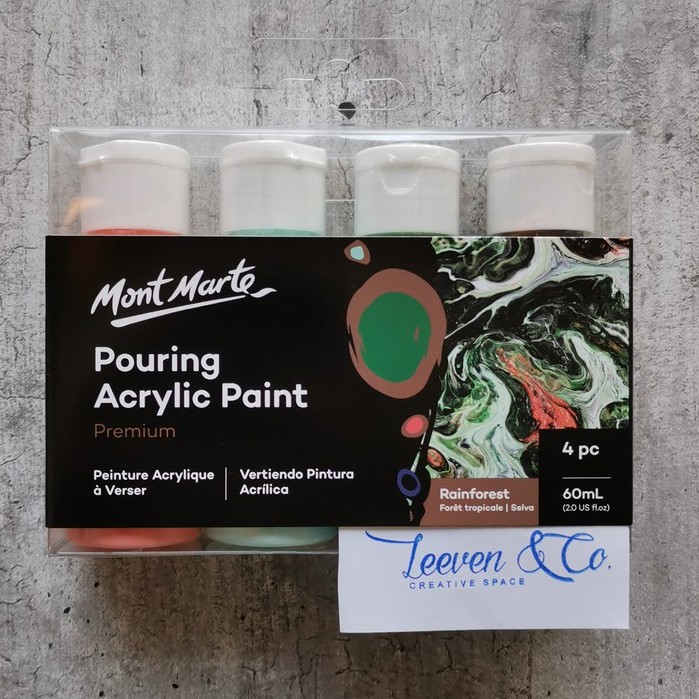 Mont Marte
Pouring
Acrylic Paint
Premium
Peinture Acrylique
à Verser
Vertiendo Pintura
Acrílica
Rainforest
Forêt tropicale | Selva
4 pc
60mL
(2.0 US fl.oz)
Leeven & Co.
CREATIVE SPACE